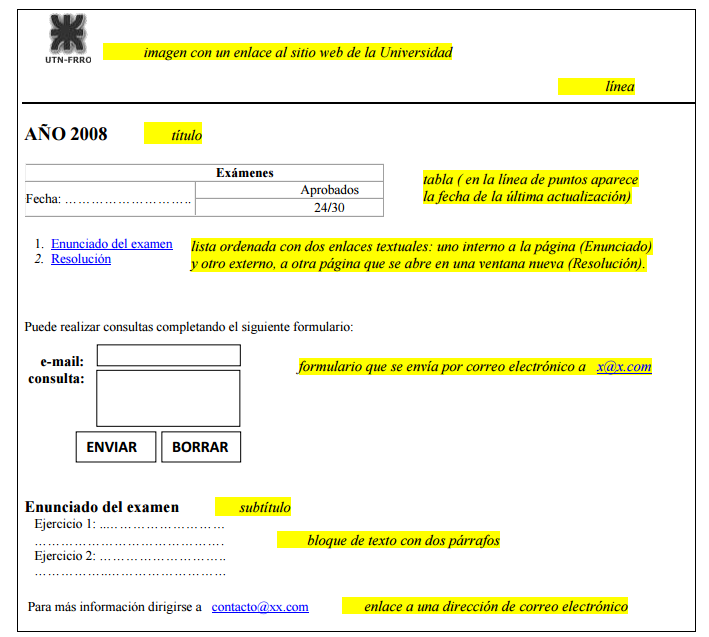 UTN-FRRO
imagen con un enlace al sitio web de la Universidad
línea
AÑO 2008 título
Exámenes
Fecha: ……………………….. Aprobados
24/30
tabla ( en la línea de puntos aparece
la fecha de la última actualización)
1. Enunciado del examen
2. Resolución
lista ordenada con dos enlaces textuales: uno interno a la página (Enunciado)
y otro externo, a otra página que se abre en una ventana nueva (Resolución).
Puede realizar consultas completando el siguiente formulario:
e-mail:
consulta:
formulario que se envía por correo electrónico a x@x.com
ENVIAR BORRAR
Enunciado del examen subtítulo
Ejercicio 1: ...……………………
…………………………………….
Ejercicio 2: ………………………..
……………..……………………
bloque de texto con dos párrafos
Para más información dirigirse a contacto@xx.com enlace a una dirección de correo electrónico